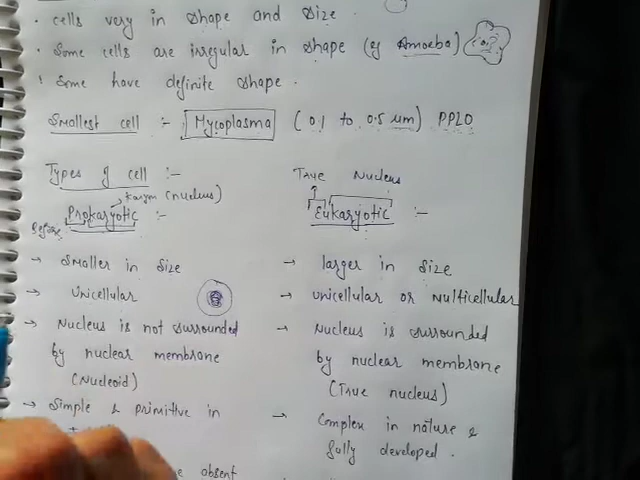 • Cells very in shape and size.
• Some cells are irregular in shape (eg Amoeba)
• Some have definite shape.
Smallest cell :- Mycoplasma (0.1 to 0.5 µm) PPLO
Types of cell :-
Karyon (nucleus)
Prokaryotic :-
Before
→ Smaller in size
→ Unicellular
→ Nucleus is not surrounded
by nuclear membrane
(Nucleoid)
→ Simple & primitive in
absent
True Nucleus
Eukaryotic :-
→ larger in size
→ Unicellular or Multicellular
→ Nucleus is surrounded
by nuclear membrane
(True nucleus)
→ Complex in nature &
fully developed.